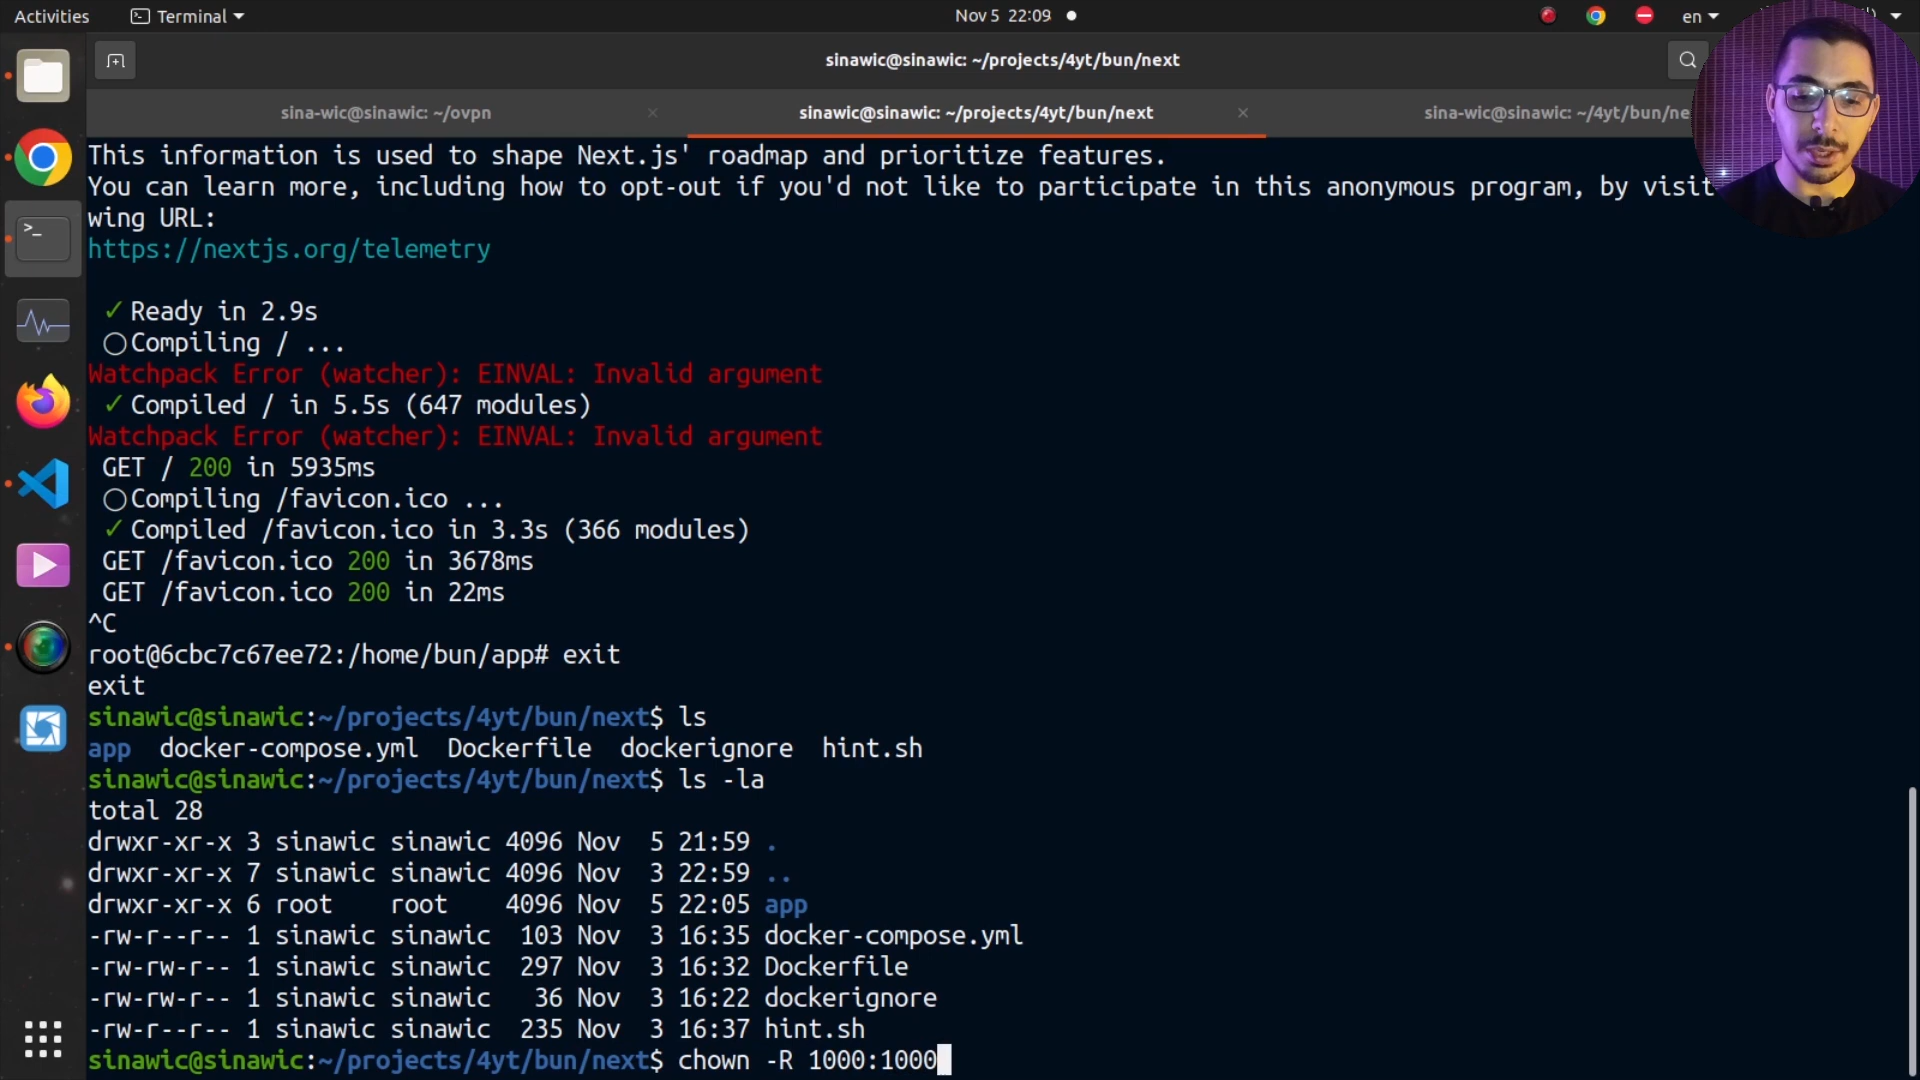 Activities
Terminal
Nov 5 22:09
en
sinawic@sinawic: ~/projects/4yt/bun/next
sina-wic@sinawic: ~/ovpn
sinawic@sinawic: ~/projects/4yt/bun/next
sina-wic@sinawic: ~/4yt/bun/ne
This information is used to shape Next.js' roadmap and prioritize features.
You can learn more, including how to opt-out if you'd not like to participate in this anonymous program, by visit
wing URL:
https://nextjs.org/telemetry
✓ Ready in 2.9s
○ Compiling / ...
Watchpack Error (watcher): EINVAL: Invalid argument
✓ Compiled / in 5.5s (647 modules)
Watchpack Error (watcher): EINVAL: Invalid argument
GET / 200 in 5935ms
○ Compiling /favicon.ico ...
✓ Compiled /favicon.ico in 3.3s (366 modules)
GET /favicon.ico 200 in 3678ms
GET /favicon.ico 200 in 22ms
^C
root@6cbc7c67ee72:/home/bun/app# exit
exit
sinawic@sinawic:~/projects/4yt/bun/next$ ls
app  docker-compose.yml  Dockerfile  dockerignore  hint.sh
sinawic@sinawic:~/projects/4yt/bun/next$ ls -la
total 28
drwxr-xr-x 3 sinawic sinawic 4096 Nov  5 21:59 .
drwxr-xr-x 7 sinawic sinawic 4096 Nov  3 22:59 ..
drwxr-xr-x 6 root    root    4096 Nov  5 22:05 app
-rw-r--r-- 1 sinawic sinawic  103 Nov  3 16:35 docker-compose.yml
-rw-rw-r-- 1 sinawic sinawic  297 Nov  3 16:32 Dockerfile
-rw-rw-r-- 1 sinawic sinawic   36 Nov  3 16:22 dockerignore
-rw-r--r-- 1 sinawic sinawic  235 Nov  3 16:37 hint.sh
sinawic@sinawic:~/projects/4yt/bun/next$ chown -R 1000:1000